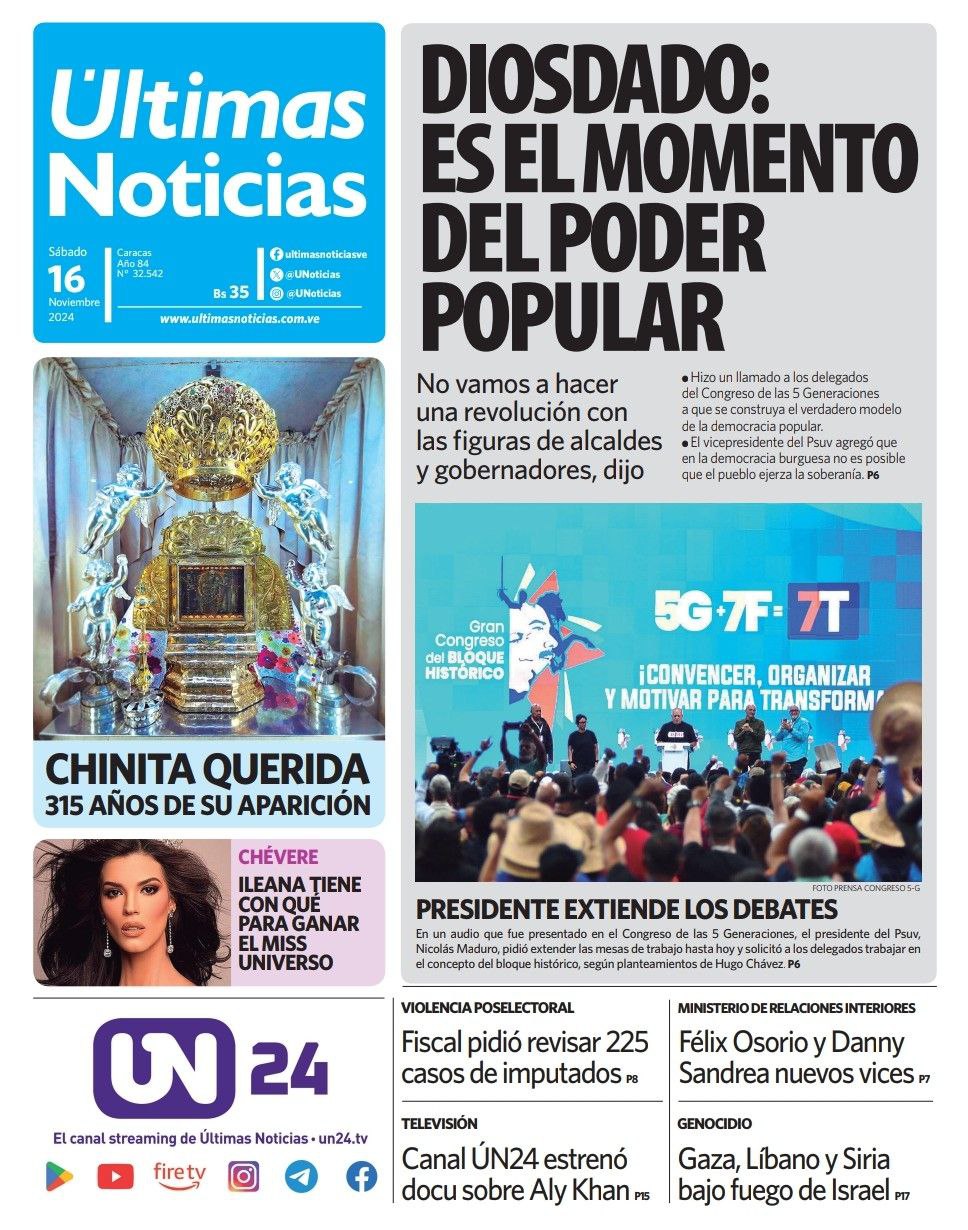 Últimas
Noticias
Sábado
16
Noviembre
2024
Caracas
Año 84
N° 32.542
Bs 35
ultimasnoticiasve
@UNoticias
@UNoticias
www.ultimasnoticias.com.ve
DIOSDADO:
ES EL MOMENTO
DEL PODER
POPULAR
No vamos a hacer
una revolución con
las figuras de alcaldes
y gobernadores, dijo
● Hizo un llamado a los delegados
del Congreso de las 5 Generaciones
a que se construya el verdadero modelo
de la democracia popular.
● El vicepresidente del Psuv agregó que
en la democracia burguesa no es posible
que el pueblo ejerza la soberanía. P6
CHINITA QUERIDA
315 AÑOS DE SU APARICIÓN
CHÉVERE
ILEANA TIENE
CON QUÉ
PARA GANAR
EL MISS
UNIVERSO
Gran
Congreso
del BLOQUE
HISTÓRICO
5G+7F=7T
¡CONVENCER, ORGANIZAR
Y MOTIVAR PARA TRANSFORMA
FOTO PRENSA CONGRESO 5-G
PRESIDENTE EXTIENDE LOS DEBATES
En un audio que fue presentado en el Congreso de las 5 Generaciones, el presidente del Psuv,
Nicolás Maduro, pidió extender las mesas de trabajo hasta hoy y solicitó a los delegados trabajar en
el concepto del bloque histórico, según planteamientos de Hugo Chávez. P6
UN 24
El canal streaming de Últimas Noticias • un24.tv
fire tv
VIOLENCIA POSELECTORAL
Fiscal pidió revisar 225
casos de imputados P8
MINISTERIO DE RELACIONES INTERIORES
Félix Osorio y Danny
Sandrea nuevos vices P7
TELEVISIÓN
Canal ÚN24 estrenó
docu sobre Aly Khan P15
GENOCIDIO
Gaza, Líbano y Siria
bajo fuego de Israel P17